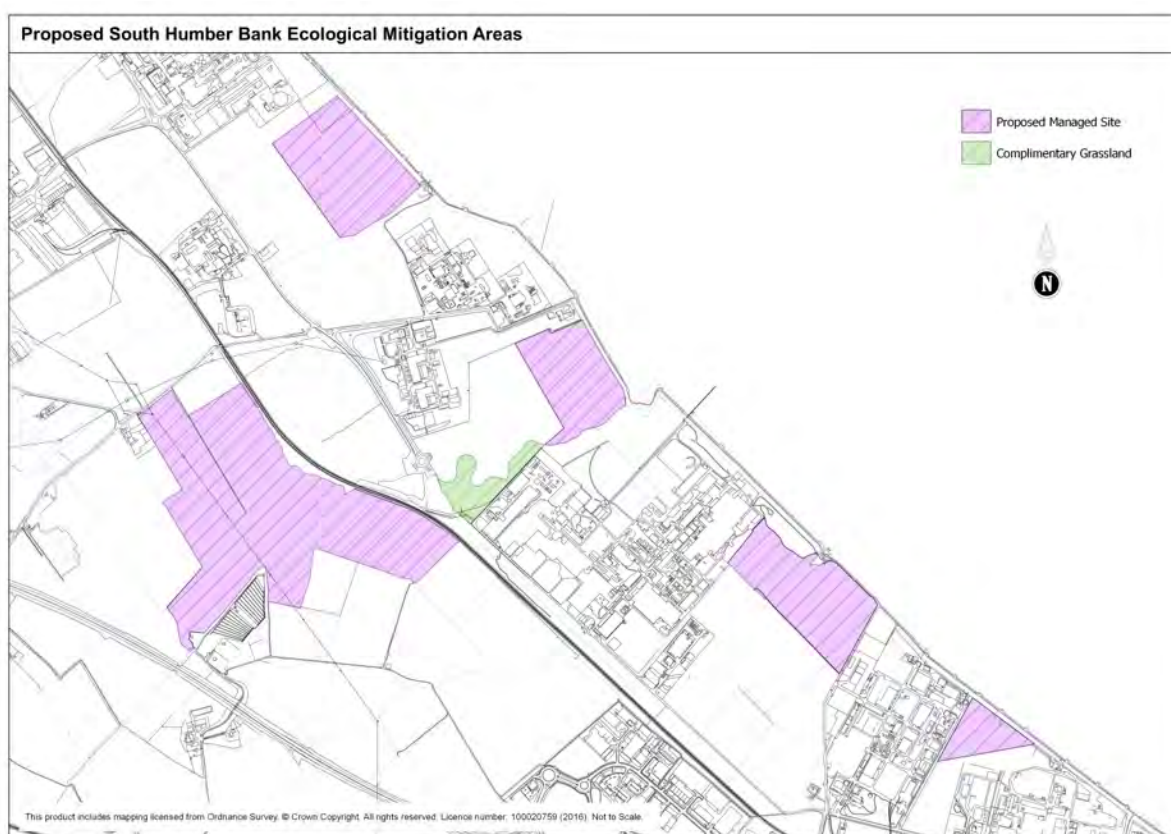 Proposed South Humber Bank Ecological Mitigation Areas
Proposed Managed Site
Complimentary Grassland
N
This product includes mapping licensed from Ordnance Survey. © Crown Copyright. All rights reserved. Licence number: 100020759 (2016). Not to Scale.